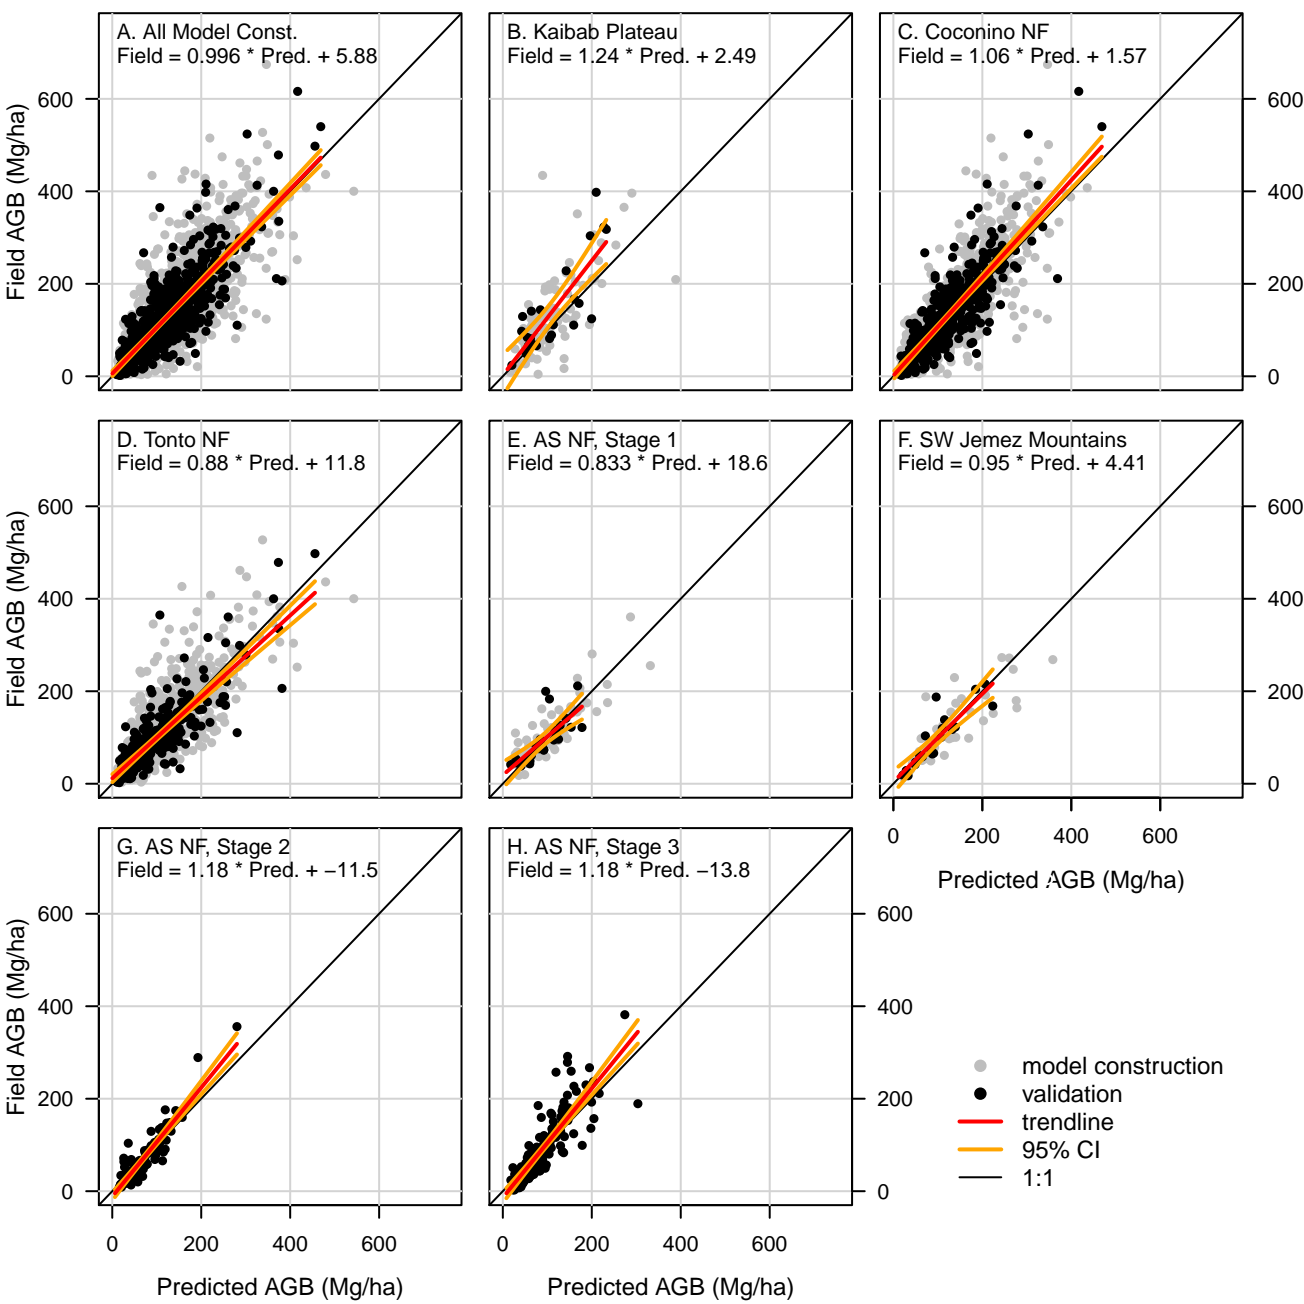 A. All Model Const.
Field = 0.996 * Pred. + 5.88
B. Kaibab Plateau
Field = 1.24 * Pred. + 2.49
C. Coconino NF
Field = 1.06 * Pred. + 1.57
Field AGB (Mg/ha)
600
400
200
0
600
400
200
0
D. Tonto NF
Field = 0.88 * Pred. + 11.8
E. AS NF, Stage 1
Field = 0.833 * Pred. + 18.6
F. SW Jemez Mountains
Field = 0.95 * Pred. + 4.41
Field AGB (Mg/ha)
600
400
200
0
600
400
200
0
0 200 400 600
Predicted AGB (Mg/ha)
G. AS NF, Stage 2
Field = 1.18 * Pred. + −11.5
H. AS NF, Stage 3
Field = 1.18 * Pred. −13.8
Field AGB (Mg/ha)
600
400
200
0
600
400
200
0
0 200 400 600
Predicted AGB (Mg/ha)
0 200 400 600
Predicted AGB (Mg/ha)
model construction
validation
trendline
95% CI
1:1